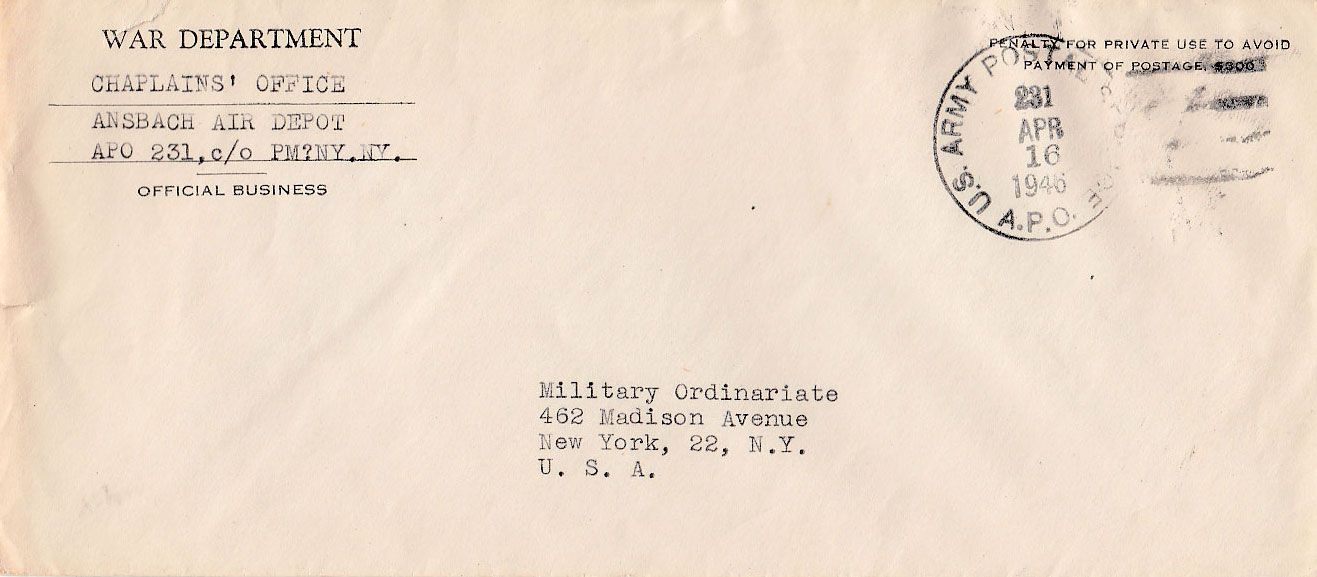 WAR DEPARTMENT
CHAPLAINS' OFFICE
ANSBACH AIR DEPOT
APO 231,c/o PM?NY.NY.
OFFICIAL BUSINESS
PENALTY FOR PRIVATE USE TO AVOID
PAYMENT OF POSTAGE, $300
U.S. ARMY POSTAL
231
APR
16
1946
A.P.O.
Military Ordinariate
462 Madison Avenue
New York, 22, N.Y.
U. S. A.